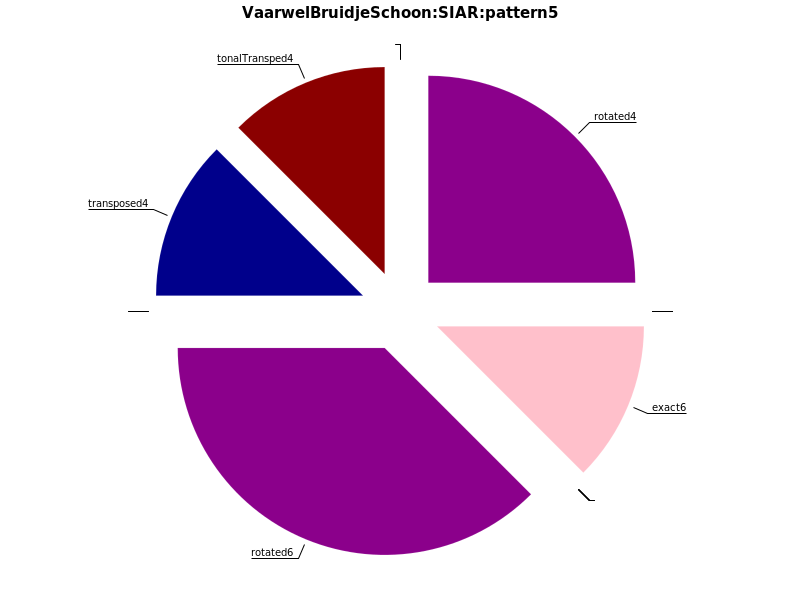 VaarwelBruidjeSchoon:SIAR:pattern5
tonalTransped4
rotated4
transposed4
exact6
rotated6